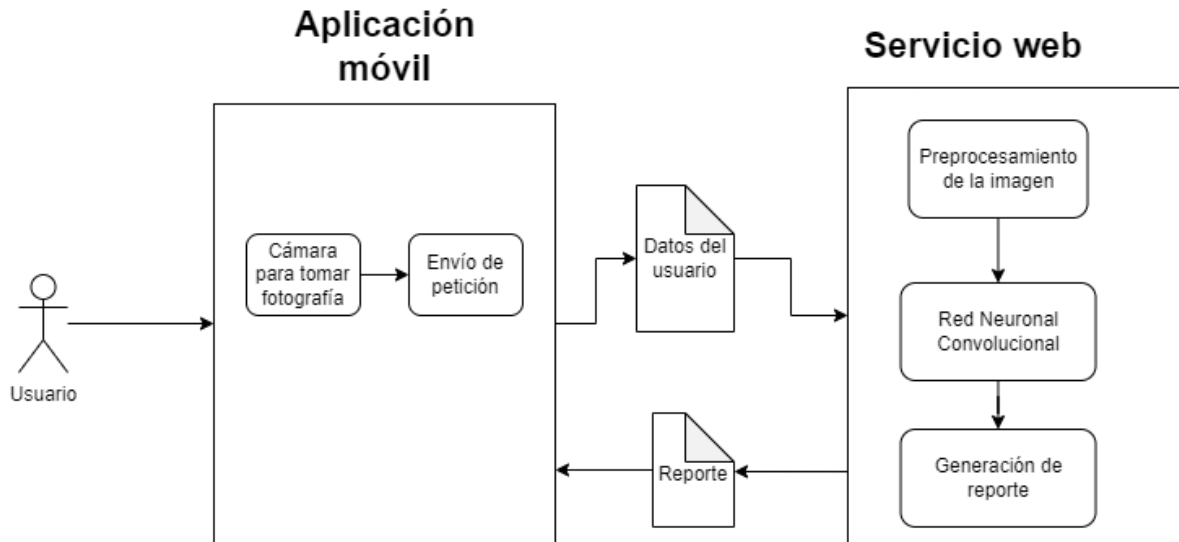 Aplicación
móvil
Servicio web
Preprocesamiento
de la imagen
Cámara
para tomar
fotografía
Envío de
petición
Datos del
usuario
Red Neuronal
Convolucional
Usuario
Reporte
Generación de
reporte